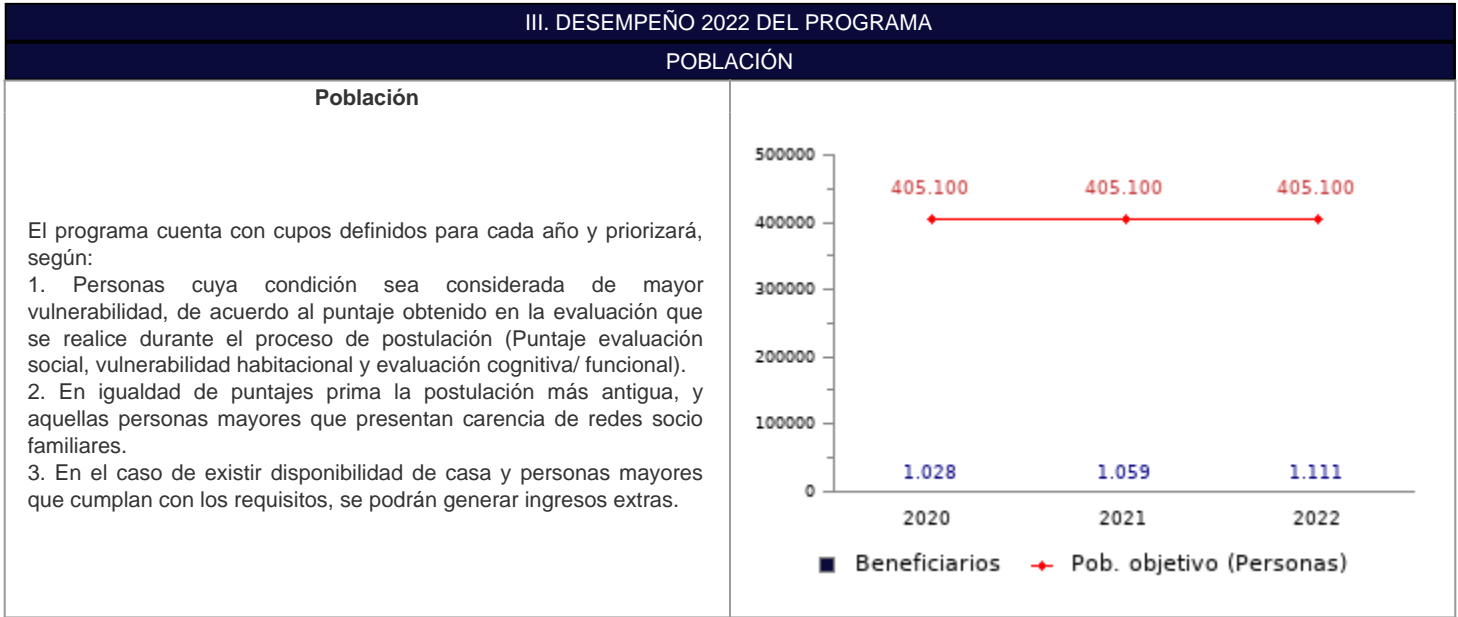 III. DESEMPEÑO 2022 DEL PROGRAMA
POBLACIÓN
Población
El programa cuenta con cupos definidos para cada año y priorizará,
según:
1. Personas cuya condición sea considerada de mayor
vulnerabilidad, de acuerdo al puntaje obtenido en la evaluación que
se realice durante el proceso de postulación (Puntaje evaluación
social, vulnerabilidad habitacional y evaluación cognitiva/ funcional).
2. En igualdad de puntajes prima la postulación más antigua, y
aquellas personas mayores que presentan carencia de redes socio
familiares.
3. En el caso de existir disponibilidad de casa y personas mayores
que cumplan con los requisitos, se podrán generar ingresos extras.
500000
405.100 405.100 405.100
400000
300000
200000
100000
1.028 1.059 1.111
0
2020 2021 2022
Beneficiarios Pob. objetivo (Personas)